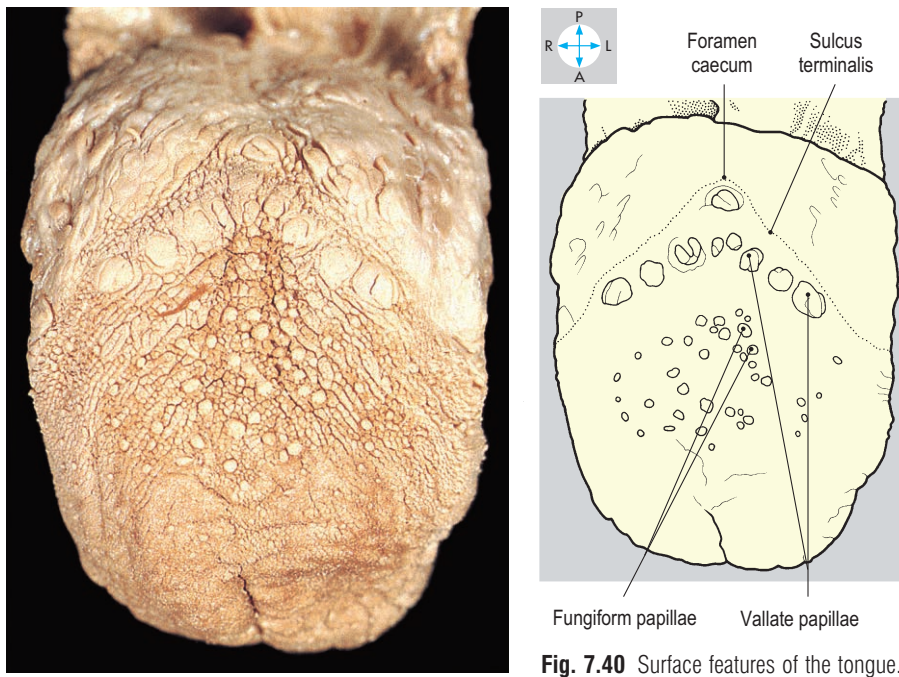 P
R L
A
Foramen
caecum
Sulcus
terminalis
Fungiform papillae
Vallate papillae
Fig. 7.40 Surface features of the tongue.